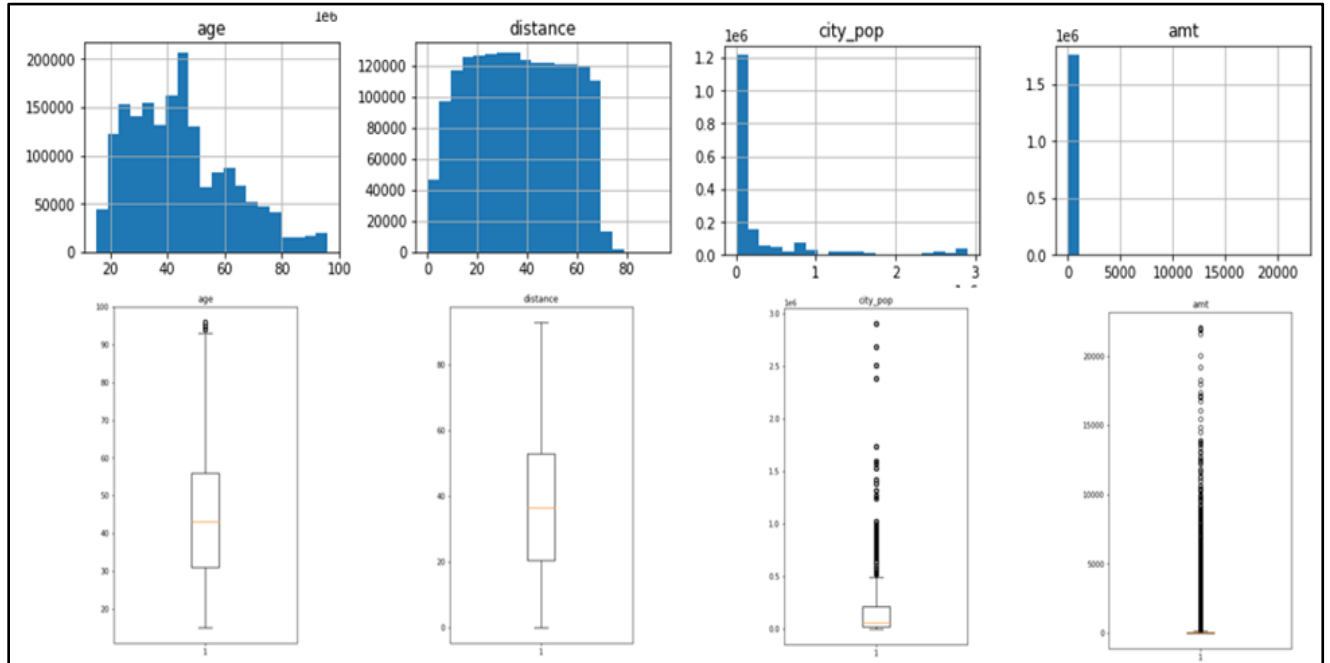 1e6
age distance city_pop amt
1e6 1e6
200000 120000 1.2 1.5
150000 100000 1.0
100000 80000 0.8 1.0
50000 60000 0.6
0 40000 0.4 0.5
20000 0.2
0 0.0 0.0
20 40 60 80 100 0 20 40 60 80 0 1 2 3 0 5000 10000 15000 20000
age distance city_pop amt
1e6
100 80 3.0 20000
90 60 2.5 15000
80 40 2.0 10000
70 20 1.5 5000
60 0 1.0 0
50 0.5
40 0.0
30
20
1 1 1 1